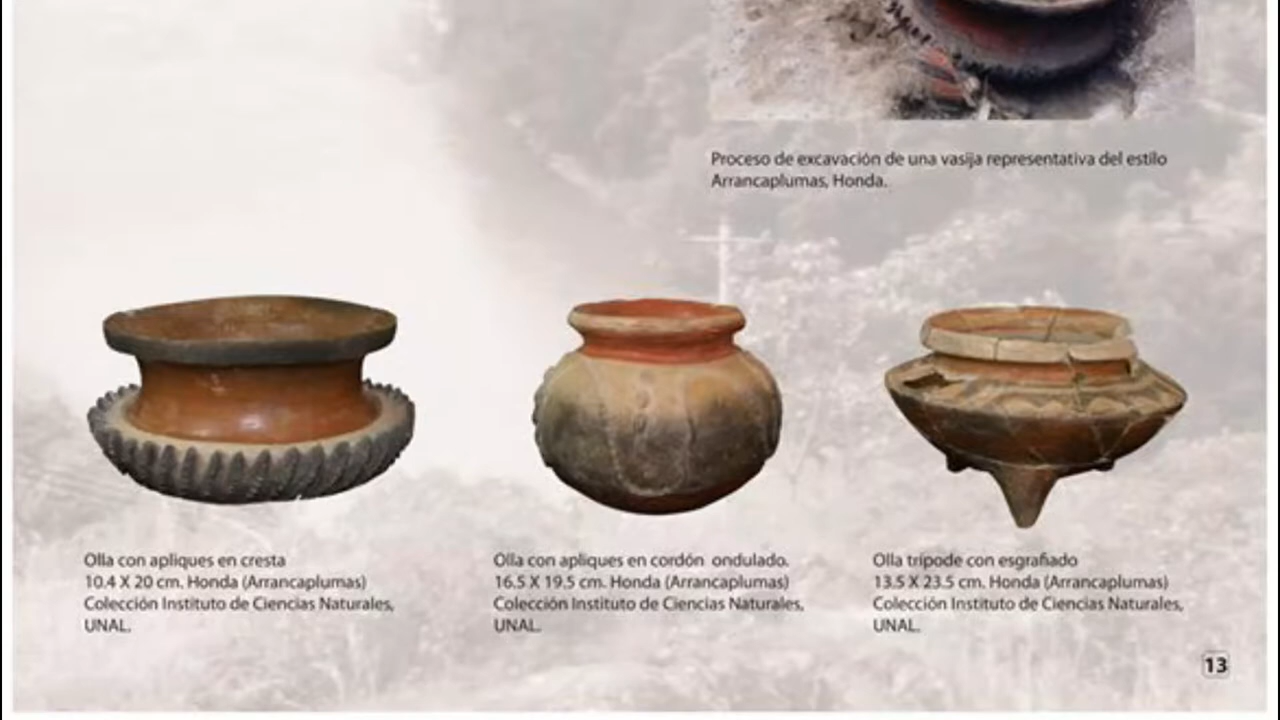 Proceso de excavación de una vasija representativa del estilo
Arrancaplumas, Honda.
Olla con apliques en cresta
10.4 X 20 cm. Honda (Arrancaplumas)
Colección Instituto de Ciencias Naturales,
UNAL.
Olla con apliques en cordón ondulado.
16.5 X 19.5 cm. Honda (Arrancaplumas)
Colección Instituto de Ciencias Naturales,
UNAL.
Olla trípode con esgrafiado
13.5 X 23.5 cm. Honda (Arrancaplumas)
Colección Instituto de Ciencias Naturales,
UNAL.
13